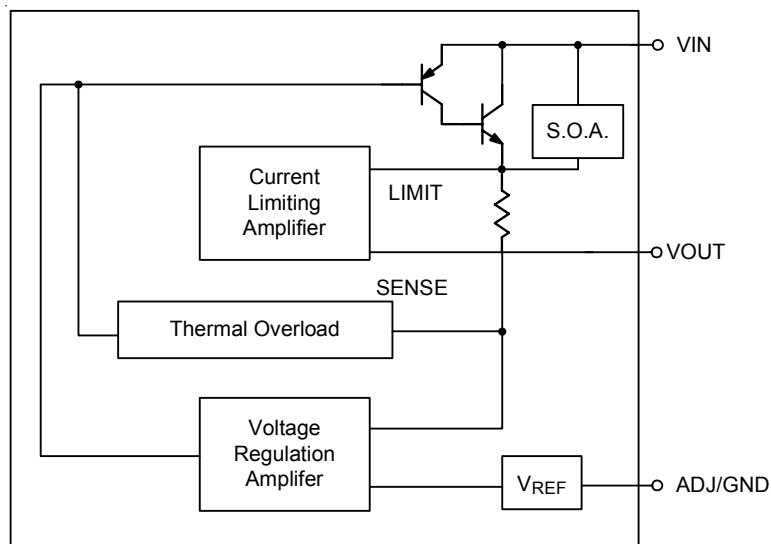 VIN
S.O.A.
Current
Limiting
Amplifier
LIMIT
VOUT
SENSE
Thermal Overload
Voltage
Regulation
Amplifer
VREF
ADJ/GND